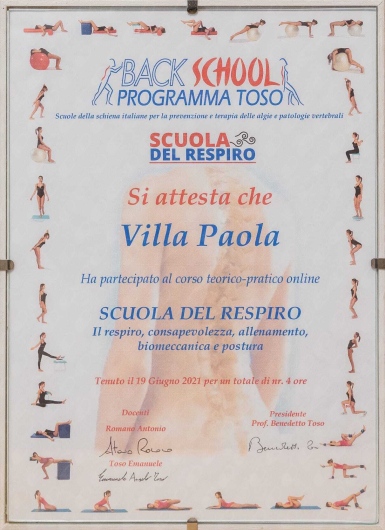 BACK SCHOOL
PROGRAMMA TOSO
Scuole della schiena italiane per la prevenzione e terapia delle algie e patologie vertebrali
SCUOLA
DEL RESPIRO
Si attesta che
Villa Paola
Ha partecipato al corso teorico-pratico online
SCUOLA DEL RESPIRO
Il respiro, consapevolezza, allenamento,
biomeccanica e postura
Tenuto il 19 Giugno 2021 per un totale di nr. 4 ore
Docenti
Romano Antonio
Toso Emanuele
Presidente
Prof. Benedetto Toso